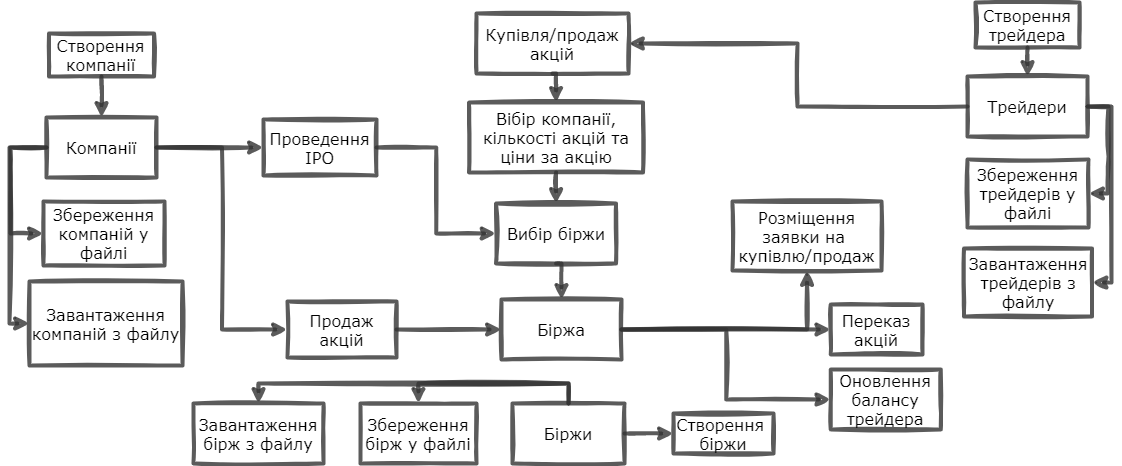 Створення
компанії
Купівля/продаж
акцій
Створення
трейдера
Компанії
Проведення
IPO
Вібір компанії,
кількості акцій та
ціни за акцію
Трейдери
Збереження
компаній у
файлі
Вибір біржи
Розміщення
заявки на
купівлю/продаж
Збереження
трейдерів у
файлі
Завантаження
трейдерів з
файлу
Завантаження
компаній з файлу
Продаж
акцій
Біржа
Переказ
акцій
Оновлення
балансу
трейдера
Завантаження
бірж з файлу
Збереження
бірж у файлі
Біржи
Створення
біржи